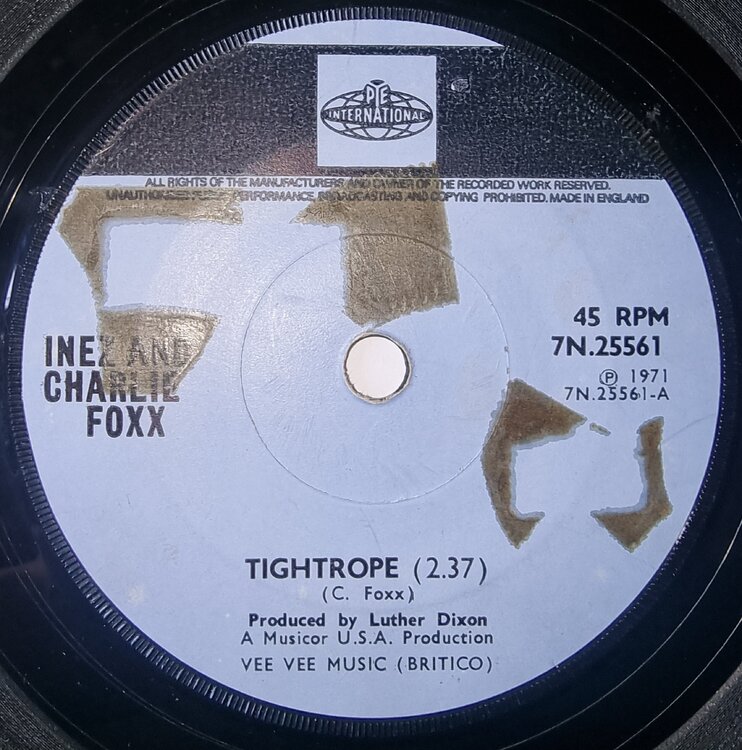 PYE
INTERNATIONAL
ALL RIGHTS OF THE MANUFACTURERS AND OWNER OF THE RECORDED WORK RESERVED.
UNAUTHORISED PUBLIC PERFORMANCE, BROADCASTING AND COPYING PROHIBITED. MADE IN ENGLAND
INEZ AND
CHARLIE
FOXX
45 RPM
7N.25561
Ⓟ 1971
7N.25561-A
TIGHTROPE (2.37)
(C. Foxx)
Produced by Luther Dixon
A Musicor U.S.A. Production
VEE VEE MUSIC (BRITICO)